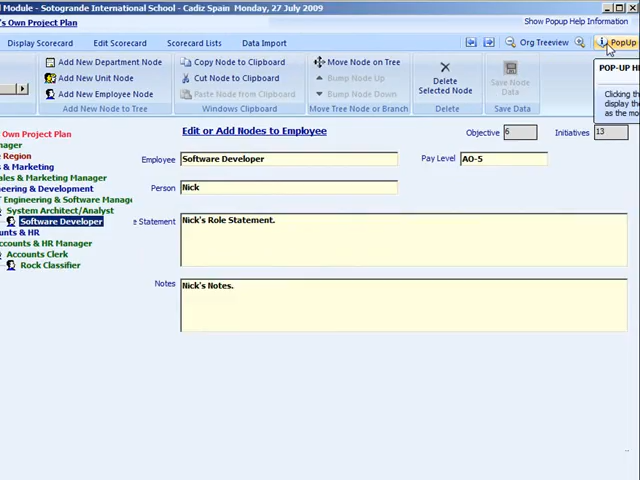 l Module - Sotogrande International School - Cadiz Spain Monday, 27 July 2009
's Own Project Plan
Show Popup Help Information
Display Scorecard Edit Scorecard Scorecard Lists Data Import Org Treeview PopUp
Add New Department Node
Add New Unit Node
Add New Employee Node
Add New Node to Tree
Copy Node to Clipboard
Cut Node to Clipboard
Paste Node from Clipboard
Windows Clipboard
Move Node on Tree
Bump Node Up
Bump Node Down
Move Tree Node or Branch
Delete
Selected Node
Delete
Save Node
Data
Save Data
POP-UP HE
Clicking th
display the
as the mo
Own Project Plan
nager
e Region
s & Marketing
ales & Marketing Manager
neering & Development
T Engineering & Software Manage
System Architect/Analyst
Software Developer
unts & HR
ccounts & HR Manager
Accounts Clerk
Rock Classifier
Edit or Add Nodes to Employee
Objective 6 Initiatives 13
Employee Software Developer Pay Level AO-5
Person Nick
e Statement Nick's Role Statement.
Notes Nick's Notes.